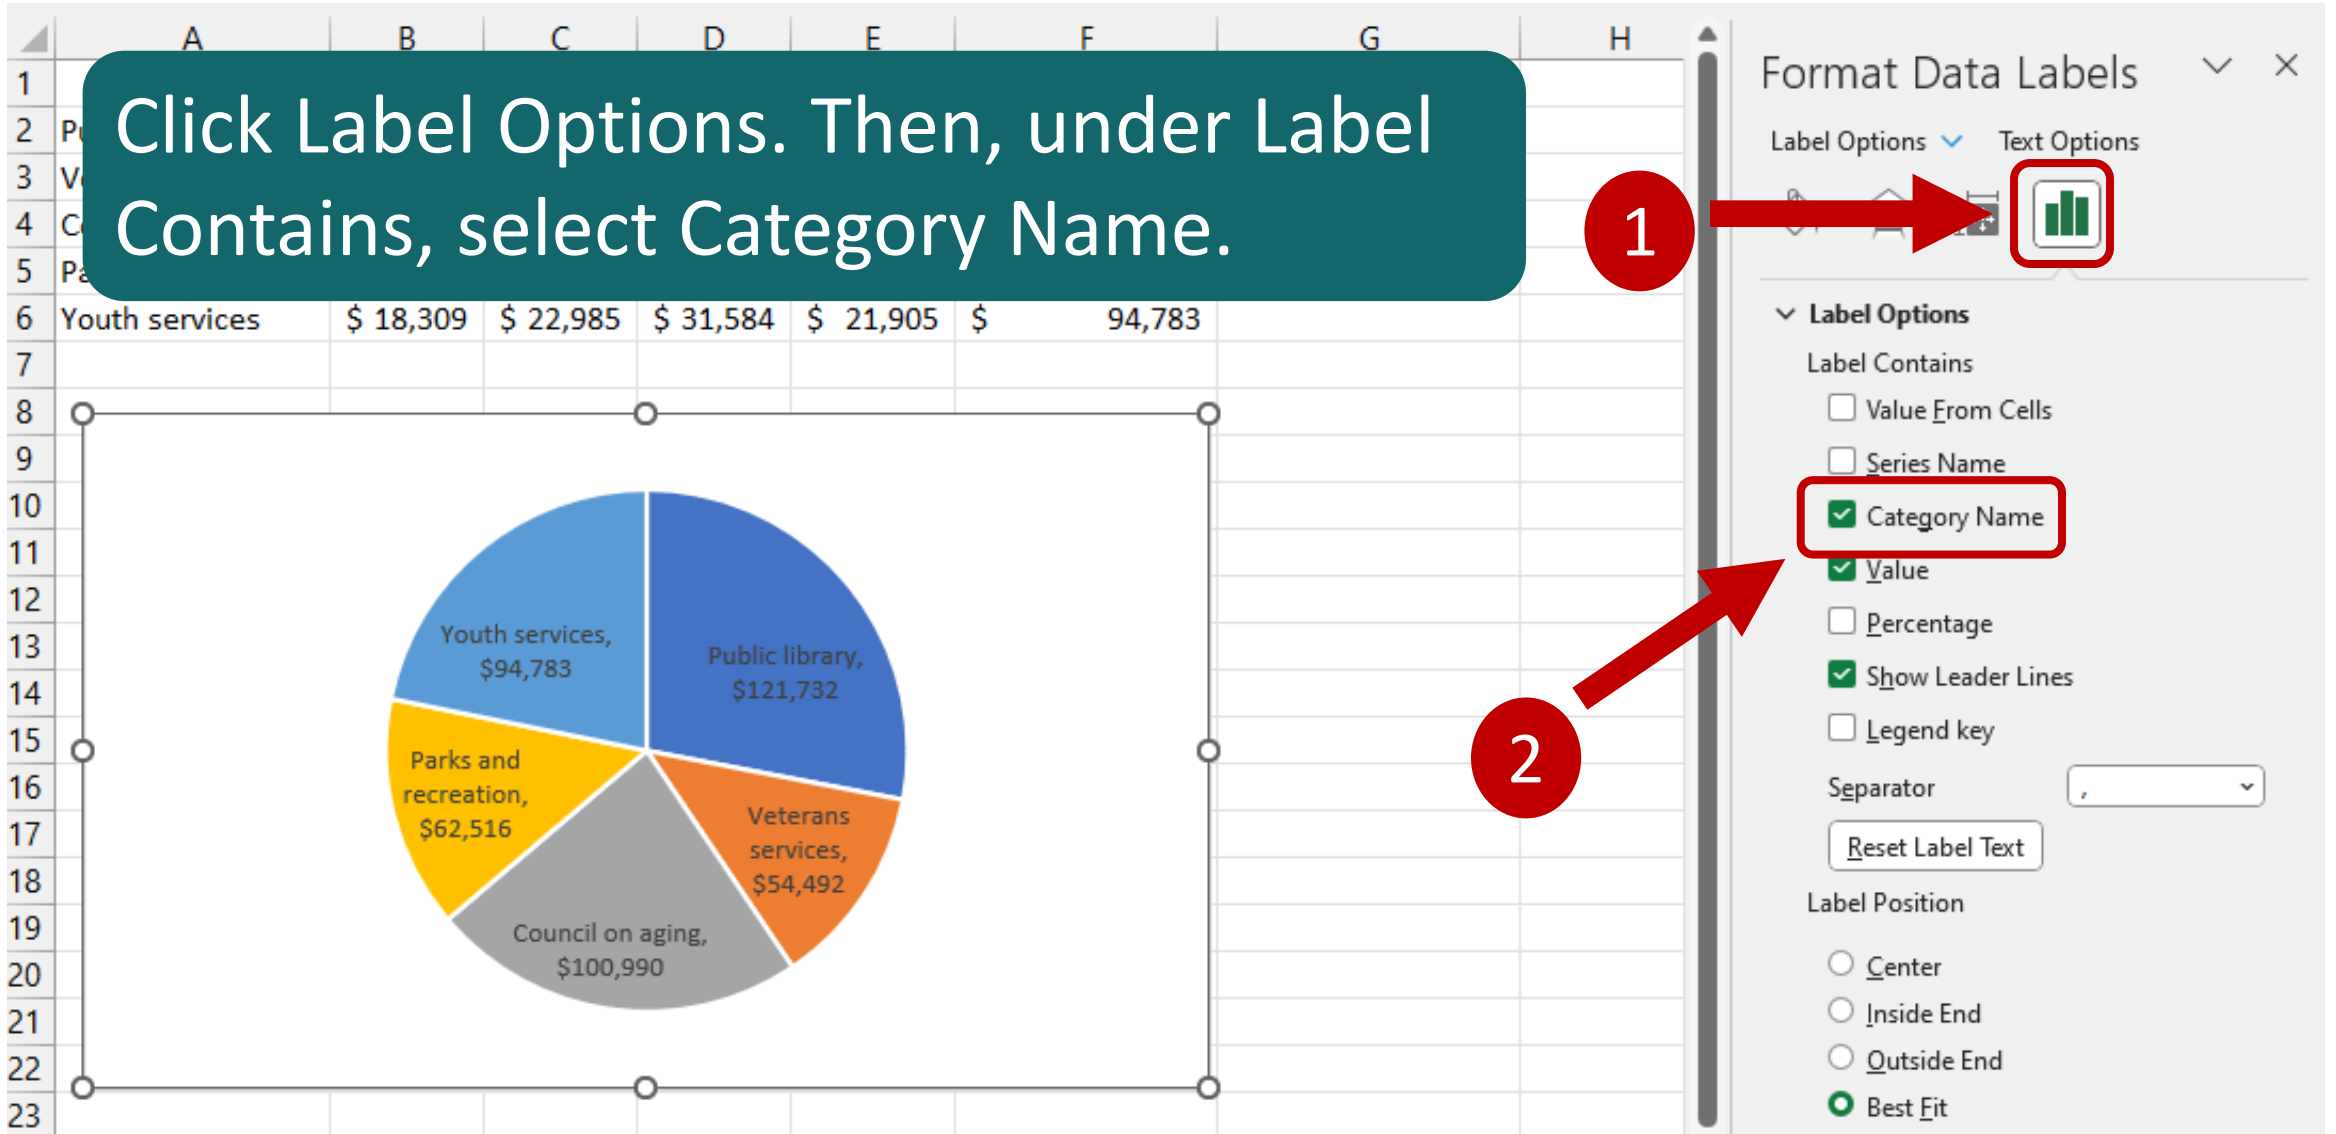 A B C D E F G H
1
2 P
3 V
4 C
5 Pa
6 Youth services $ 18,309 $ 22,985 $ 31,584 $ 21,905 $ 94,783
7
8
9
10
11
12
13
14
15
16
17
18
19
20
21
22
23
Click Label Options. Then, under Label
Contains, select Category Name.
Youth services,
$94,783
Public library,
$121,732
Parks and
recreation,
$62,516
Veterans
services,
$54,492
Council on aging,
$100,990
1
2
Format Data Labels
Label Options Text Options
Label Options
Label Contains
Value From Cells
Series Name
Category Name
Value
Percentage
Show Leader Lines
Legend key
Separator ,
Reset Label Text
Label Position
Center
Inside End
Outside End
Best Fit